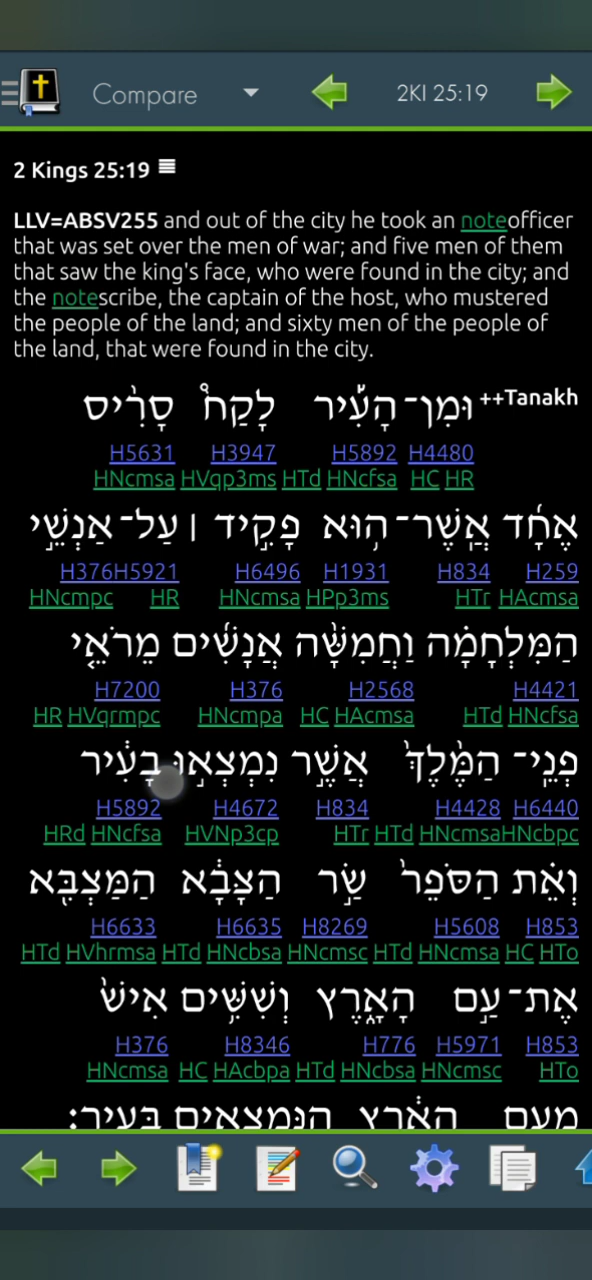 Compare
2KI 25:19
2 Kings 25:19
LLV=ABSV255 and out of the city he took an noteofficer
that was set over the men of war; and five men of them
that saw the king's face, who were found in the city; and
the notescribe, the captain of the host, who mustered
the people of the land; and sixty men of the people of
the land, that were found in the city.
++Tanakh וּמִן־הָעִ֡יר לָקַח֩ סָרִ֨יס
H5631 H3947 H5892 H4480
HNcmsa HVqp3ms HTd HNcfsa HC HR
אֶחָ֜ד אֲֽשֶׁר־ה֥וּא פָקִ֣יד ׀ עַל־אַנְשֵׁ֣י
H376H5921 H6496 H1931 H834 H259
HNcmpc HR HNcmsa HPp3ms HTr HAcmsa
הַמִּלְחָמָ֗ה וַחֲמִשָּׁ֨ה אֲנָשִׁ֜ים מֵרֹאֵ֤י
H7200 H376 H2568 H4421
HR HVqrmpc HNcmpa HC HAcmsa HTd HNcfsa
פְנֵֽי־הַמֶּ֙לֶךְ֙ אֲשֶׁ֣ר נִמְצְא֣וּ בָעִ֔יר
H5892 H4672 H834 H4428 H6440
HRd HNcfsa HVNp3cp HTr HTd HNcmsaHNcbpc
וְאֵ֗ת הַסֹּפֵר֙ שַׂ֣ר הַצָּבָ֔א הַמַּצְבִּ֖א
H6633 H6635 H8269 H5608 H853
HTd HVhrmsa HTd HNcbsa HNcmsc HTd HNcmsa HC HTo
אֶת־עַ֣ם הָאָ֑רֶץ וְשִׁשִּׁ֥ים אִישׁ֙
H376 H8346 H776 H5971 H853
HNcmsa HC HAcbpa HTd HNcbsa HNcmsc HTo
מֵעַ֣ם הָאָ֔רֶץ הַֽנִּמְצְאִ֖ים בָּעִֽיר׃